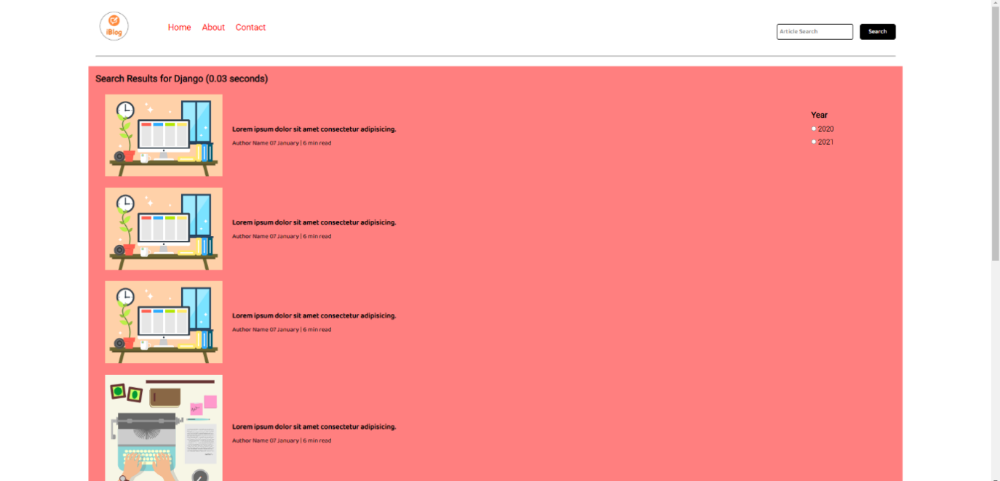 iBlog
Home About Contact
Article Search
Search
Search Results for Django (0.03 seconds)
Lorem ipsum dolor sit amet consectetur adipisicing.
Author Name 07 January | 6 min read
Year
2020
2021
Lorem ipsum dolor sit amet consectetur adipisicing.
Author Name 07 January | 6 min read
Lorem ipsum dolor sit amet consectetur adipisicing.
Author Name 07 January | 6 min read
Lorem ipsum dolor sit amet consectetur adipisicing.
Author Name 07 January | 6 min read